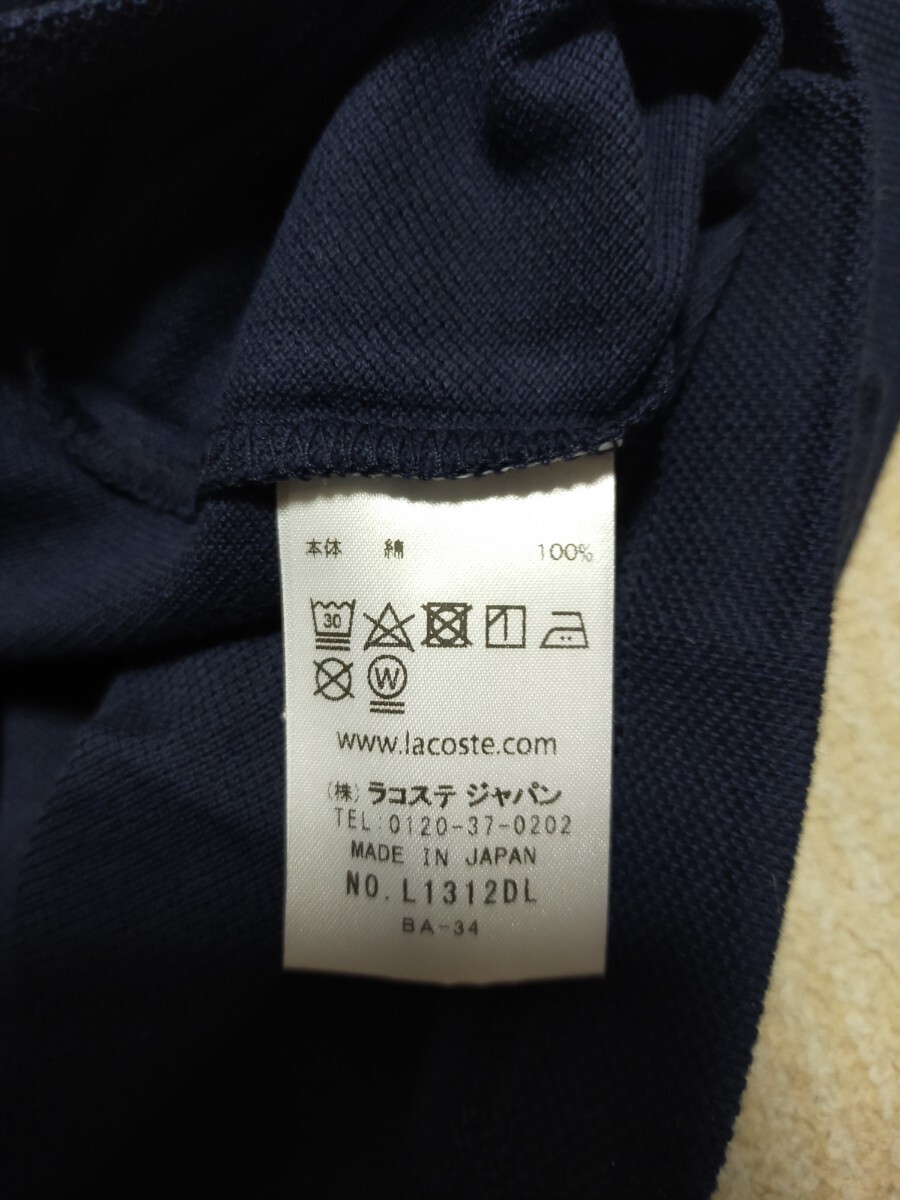 本体 綿 100%
30
W
www.lacoste.com
(株) ラコステ ジャパン
TEL:0120-37-0202
MADE IN JAPAN
NO. L1312DL
BA-34